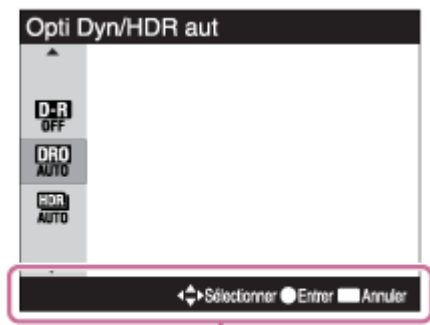 Opti Dyn/HDR aut
D-R
OFF
DRO
AUTO
HDR
AUTO
Sélectionner Entrer Annuler